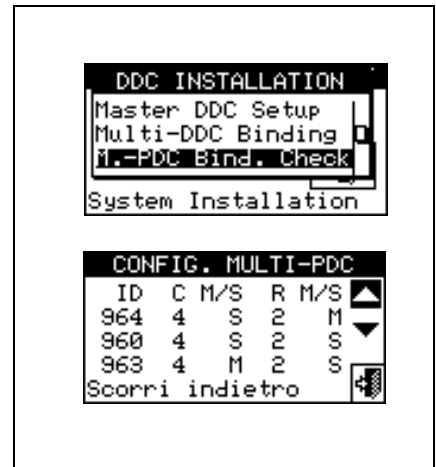 DDC INSTALLATION
Master DDC Setup
Multi-DDC Binding
M.-PDC Bind. Check
System Installation
CONFIG. MULTI-PDC
ID C M/S R M/S
964 4 S 2 M
960 4 S 2 S
963 4 M 2 S
Scorri indietro